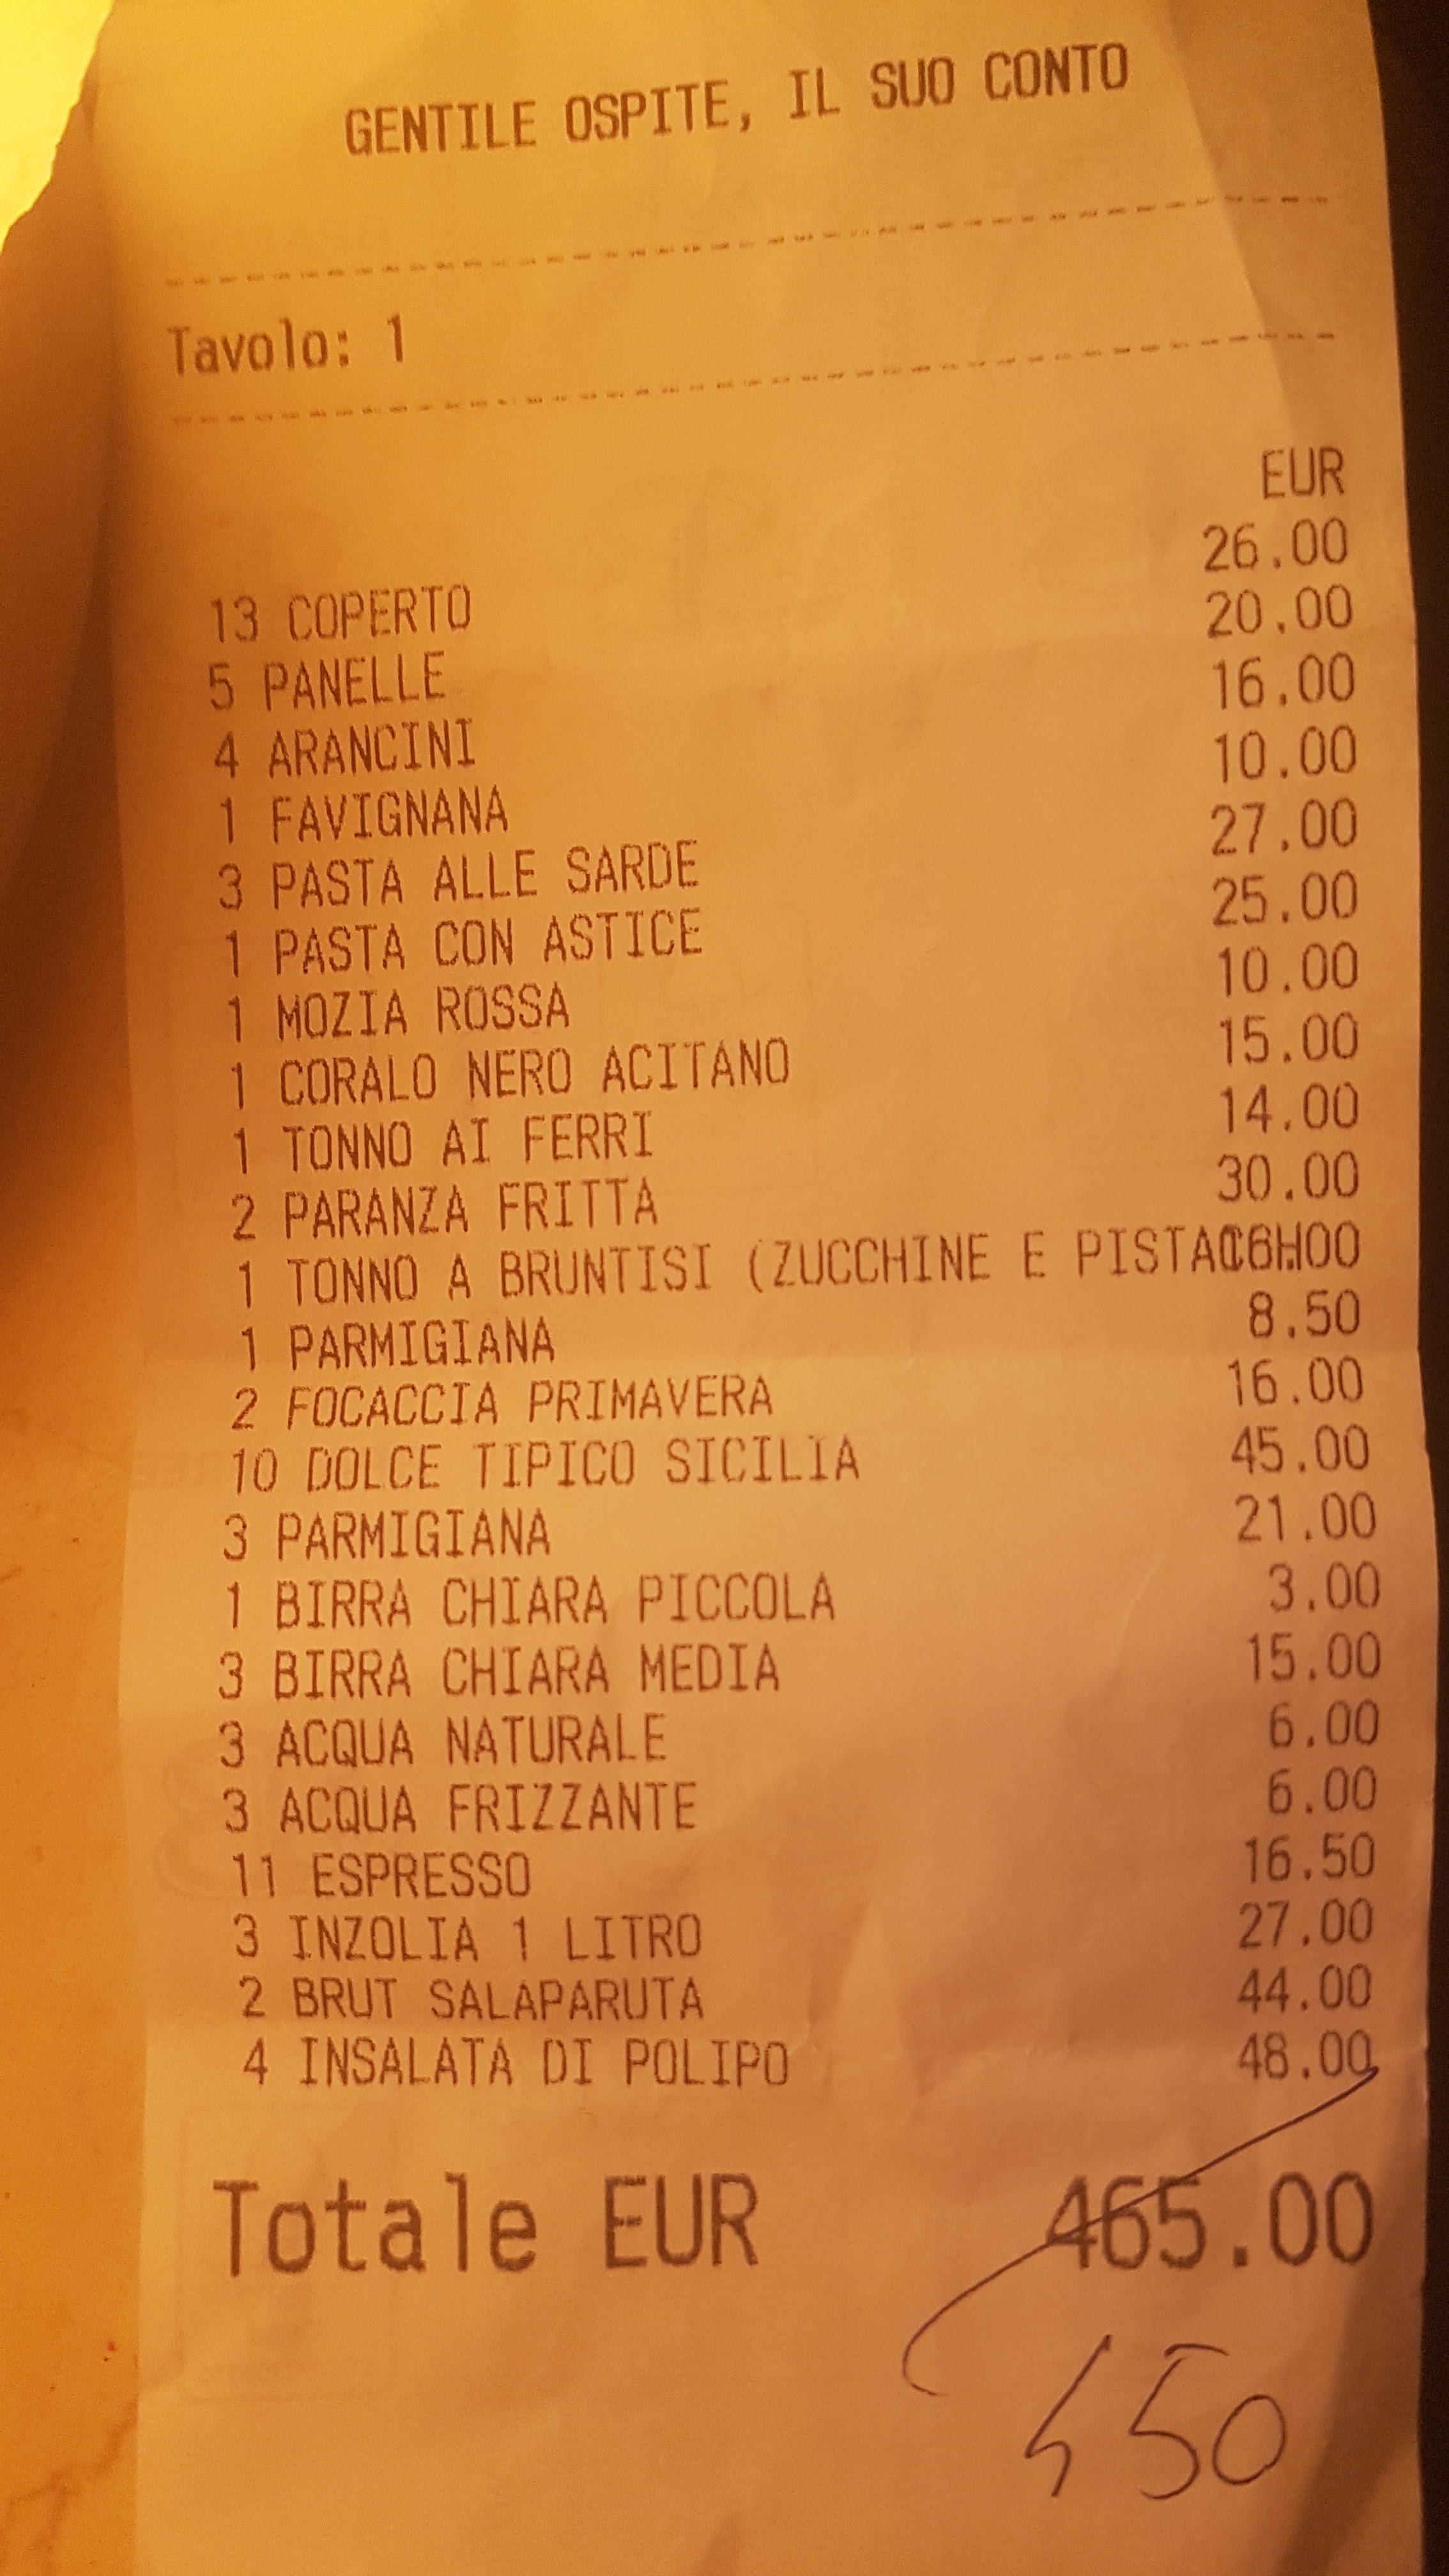 GENTILE OSPITE, IL SUO CONTO
Tavolo: 1
EUR
13 COPERTO 26.00
5 PANELLE 20.00
4 ARANCINI 16.00
1 FAVIGNANA 10.00
3 PASTA ALLE SARDE 27.00
1 PASTA CON ASTICE 25.00
1 MOZIA ROSSA 10.00
1 CORALO NERO ACITANO 15.00
1 TONNO AI FERRI 14.00
2 PARANZA FRITTA 30.00
1 TONNO A BRUNTISI (ZUCCHINE E 16.00
1 PARMIGIANA 8.50
2 FOCACCIA PRIMAVERA 16.00
10 DOLCE TIPICO SICILIA 45.00
3 PARMIGIANA 21.00
1 BIRRA CHIARA PICCOLA 3.00
3 BIRRA CHIARA MEDIA 15.00
3 ACQUA NATURALE 6.00
3 ACQUA FRIZZANTE 6.00
11 ESPRESSO 16.50
3 INZOLIA 1 LITRO 27.00
2 BRUT SALAPARUTA 44.00
4 INSALATA DI POLIPO 48.00
Totale EUR 465.00
450